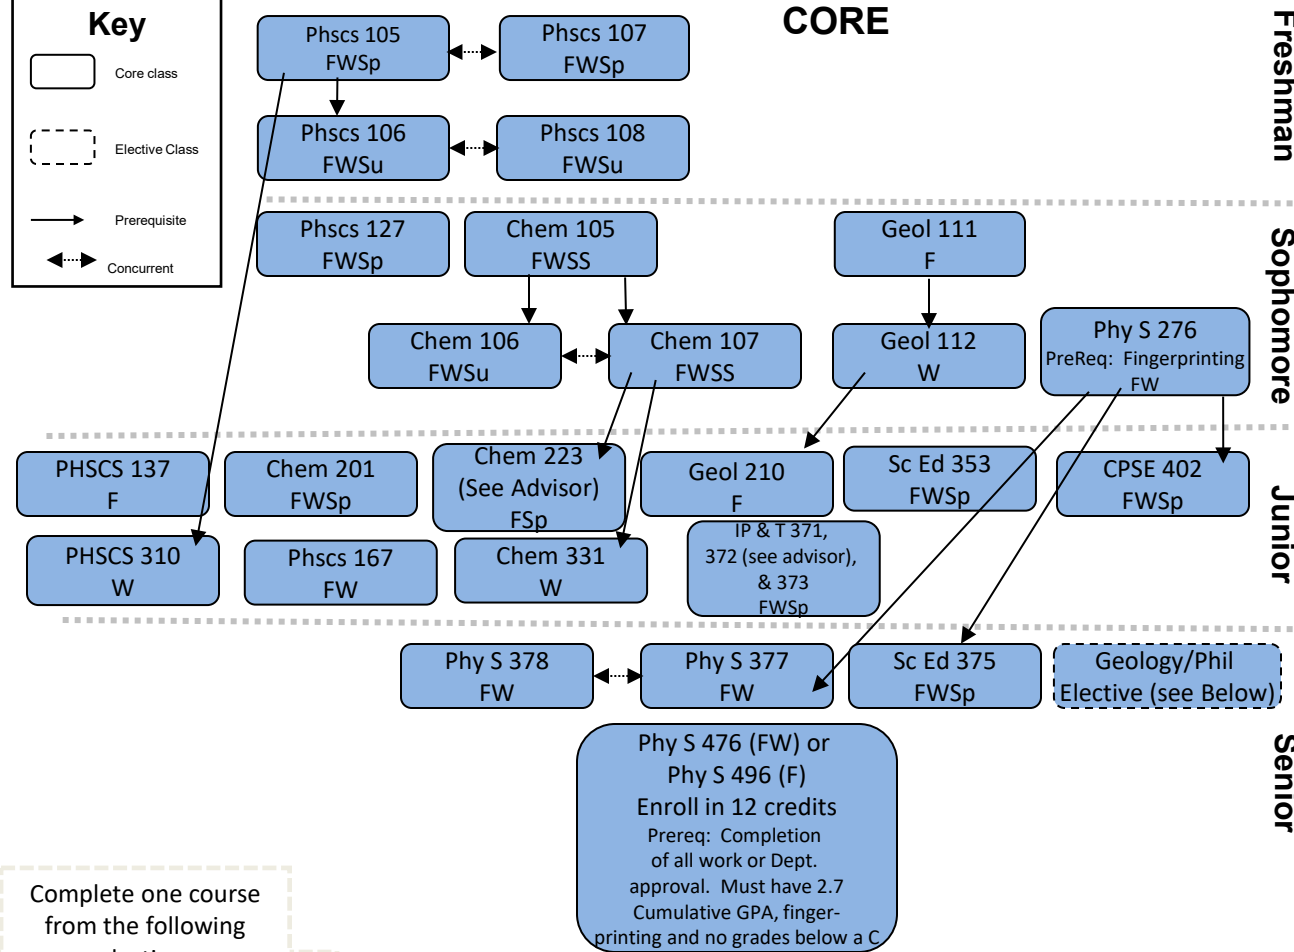 Key
Core class
Elective Class
Prerequisite
Concurrent
CORE
Freshman
Phscs 105
FWSp
Phscs 107
FWSp
Phscs 106
FWSu
Phscs 108
FWSu
Sophomore
Phscs 127
FWSp
Chem 105
FWSS
Geol 111
F
Chem 106
FWSu
Chem 107
FWSS
Geol 112
W
Phy S 276
PreReq:  Fingerprinting
FW
Junior
PHSCS 137
F
Chem 201
FWSp
Chem 223
(See Advisor)
FSp
Geol 210
F
Sc Ed 353
FWSp
CPSE 402
FWSp
PHSCS 310
W
Phscs 167
FW
Chem 331
W
IP & T 371,
372 (see advisor),
& 373
FWSp
Senior
Phy S 378
FW
Phy S 377
FW
Sc Ed 375
FWSp
Geology/Phil
Elective (see Below)
Phy S 476 (FW) or
Phy S 496 (F)
Enroll in 12 credits
Prereq:  Completion
of all work or Dept.
approval.  Must have 2.7
Cumulative GPA, finger-
printing and no grades below a C
Complete one course
from the following